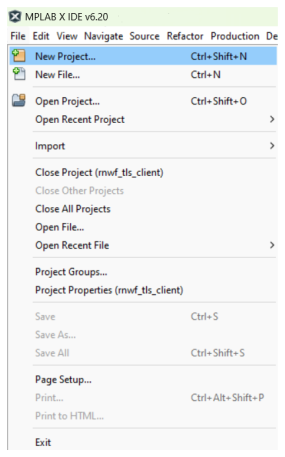 MPLAB X IDE v6.20
File Edit View Navigate Source Refactor Production De
New Project... Ctrl+Shift+N
New File... Ctrl+N
Open Project... Ctrl+Shift+O
Open Recent Project >
Import >
Close Project (rnwf_tls_client)
Close Other Projects
Close All Projects
Open File...
Open Recent File >
Project Groups...
Project Properties (rnwf_tls_client)
Save Ctrl+S
Save As...
Save All Ctrl+Shift+S
Page Setup...
Print... Ctrl+Alt+Shift+P
Print to HTML...
Exit